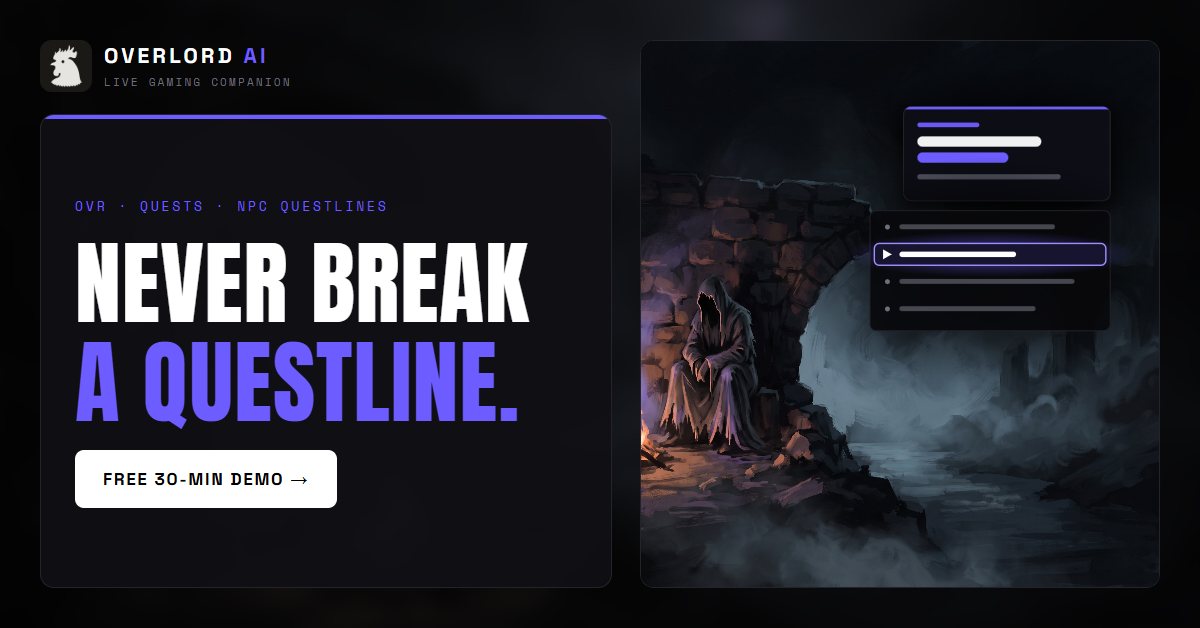 OVERLORD AI
LIVE GAMING COMPANION
OVR · QUESTS · NPC QUESTLINES
NEVER BREAK
A QUESTLINE.
FREE 30-MIN DEMO →